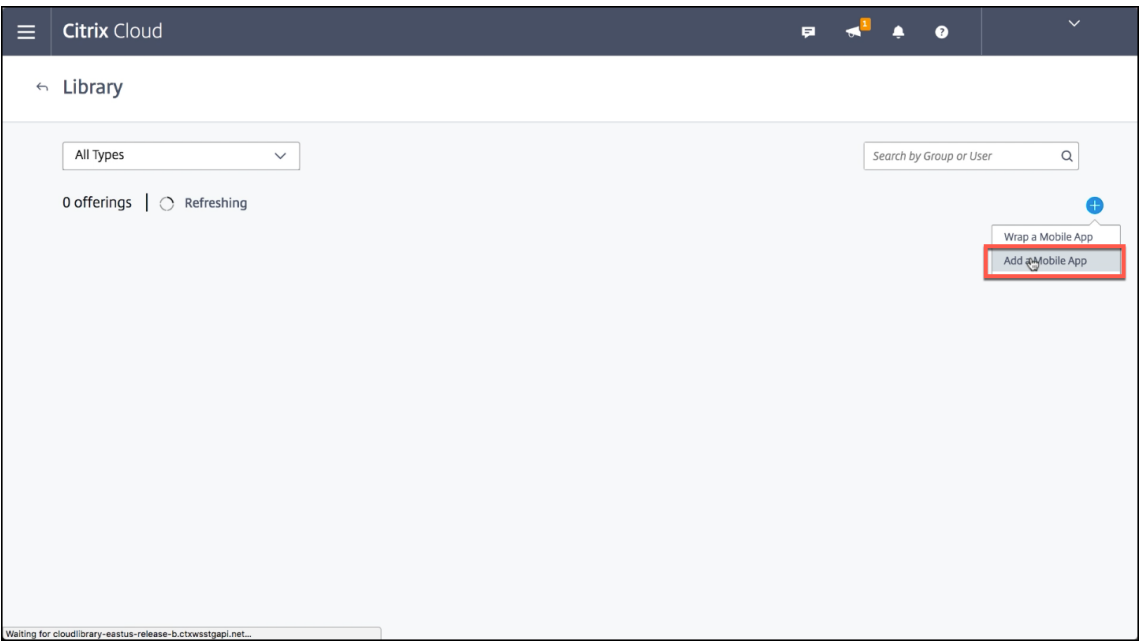 Citrix Cloud
1
?
Library
All Types
Search by Group or User
0 offerings
Refreshing
Wrap a Mobile App
Add a Mobile App
Waiting for cloudlibrary-eastus-release-b.ctxwsstgapi.net...